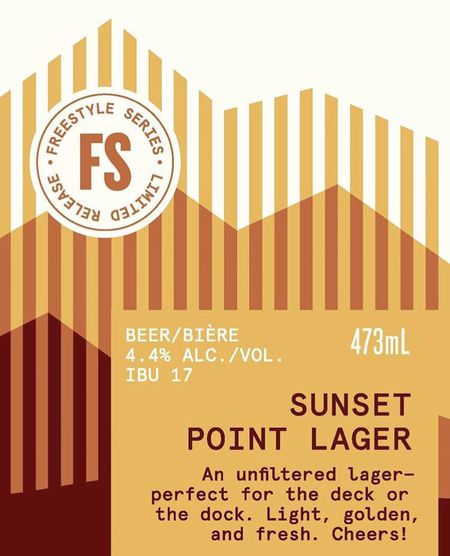 FREESTYLE SERIES • LIMITED RELEASE •
FS
BEER/BIÈRE
4.4% ALC./VOL.
IBU 17
473mL
SUNSET
POINT LAGER
An unfiltered lager—
perfect for the deck or
the dock. Light, golden,
and fresh. Cheers!